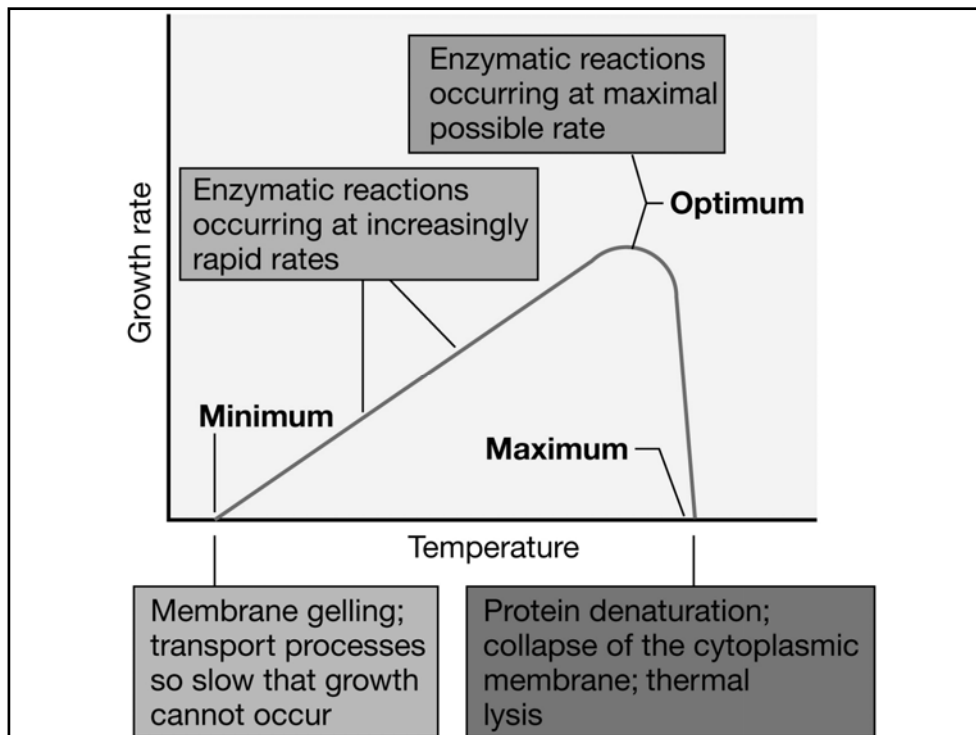 Enzymatic reactions
occurring at maximal
possible rate
Optimum
Enzymatic reactions
occurring at increasingly
rapid rates
Growth rate
Minimum
Maximum
Temperature
Membrane gelling;
transport processes
so slow that growth
cannot occur
Protein denaturation;
collapse of the cytoplasmic
membrane; thermal
lysis